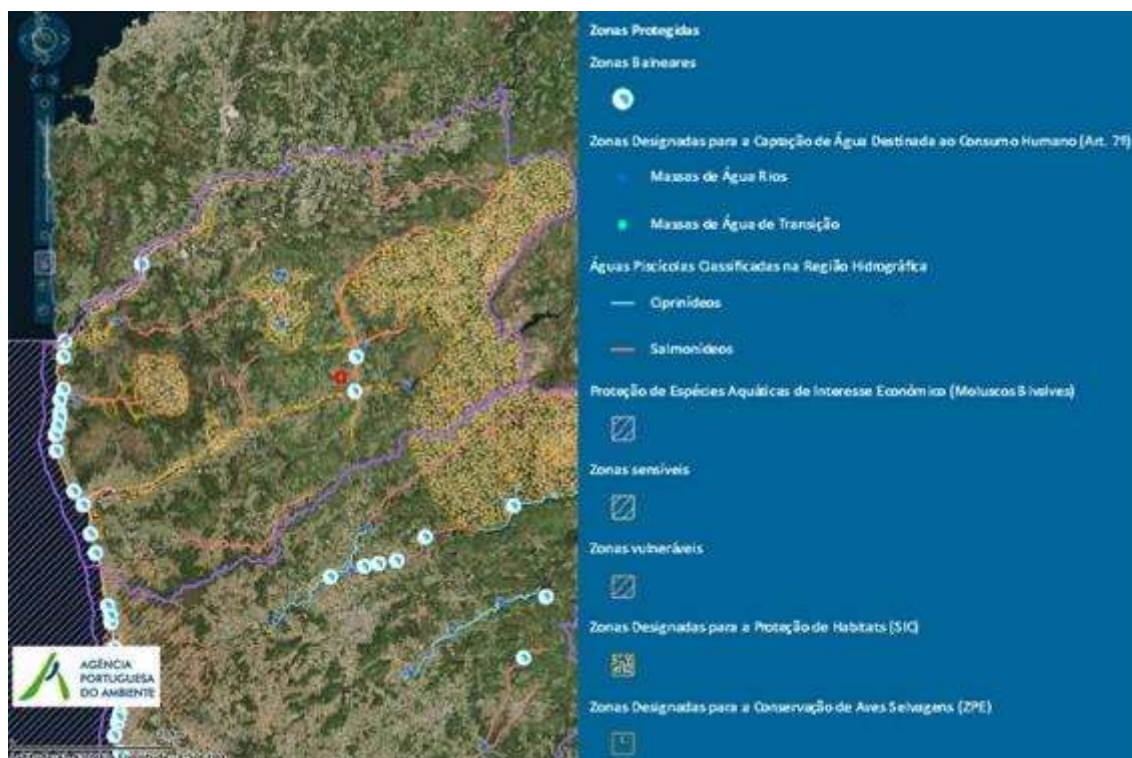 Zonas Protegidas
Zonas Balneares
Zonas Designadas para a Captação de Água Destinada ao Consumo Humano (Art. 7º)
Massas de Água Rios
Massas de Água de Transição
Águas Piscícolas Classificadas na Região Hidrográfica
Ciprinídeos
Salmonídeos
Proteção de Espécies Aquáticas de Interesse Económico (Moluscos Bivalves)
Zonas sensíveis
Zonas vulneráveis
Zonas Designadas para a Proteção de Habitats (SIC)
Zonas Designadas para a Conservação de Aves Selvagens (ZPE)
AGÊNCIA
PORTUGUESA
DO AMBIENTE